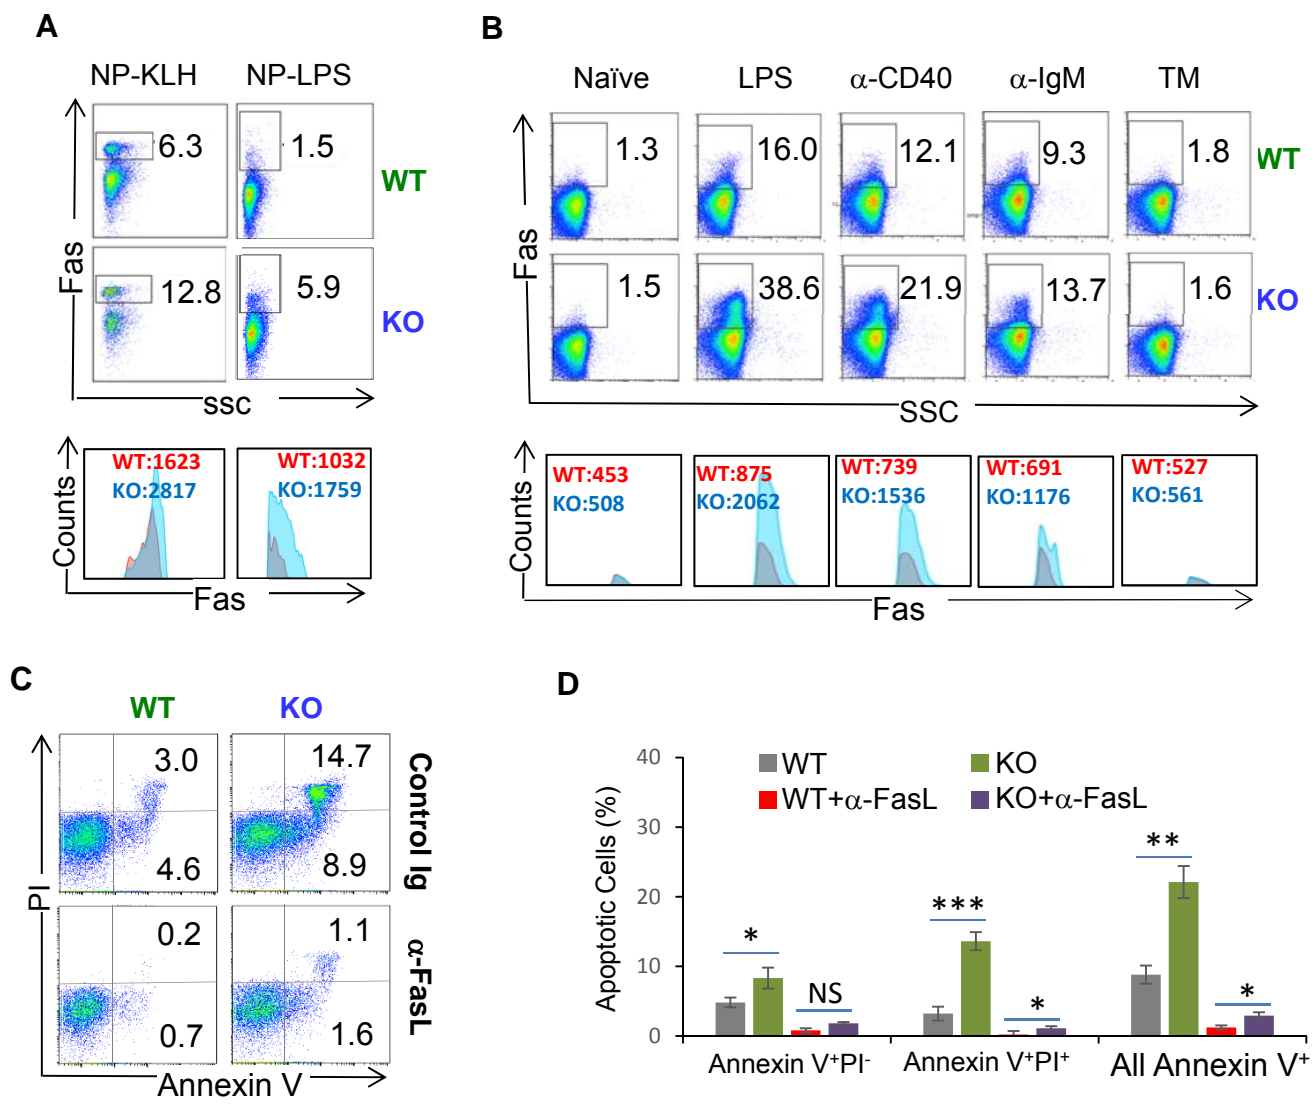 A
NP-KLH NP-LPS
6.3 1.5 WT
12.8 5.9 KO
Fas
ssc
WT:1623 WT:1032
KO:2817 KO:1759
Counts
Fas
B
Naïve LPS α-CD40 α-IgM TM
1.3 16.0 12.1 9.3 1.8 WT
1.5 38.6 21.9 13.7 1.6 KO
Fas
SSC
WT:453 WT:875 WT:739 WT:691 WT:527
KO:508 KO:2062 KO:1536 KO:1176 KO:561
Counts
Fas
C
WT KO
3.0 14.7
4.6 8.9
Control Ig
0.2 1.1
0.7 1.6
α-FasL
PI
Annexin V
D
40
30
20
10
0
Apoptotic Cells (%)
WT KO
WT+α-FasL KO+α-FasL
* NS *** * ** *
Annexin V⁺PI⁻ Annexin V⁺PI⁺ All Annexin V⁺